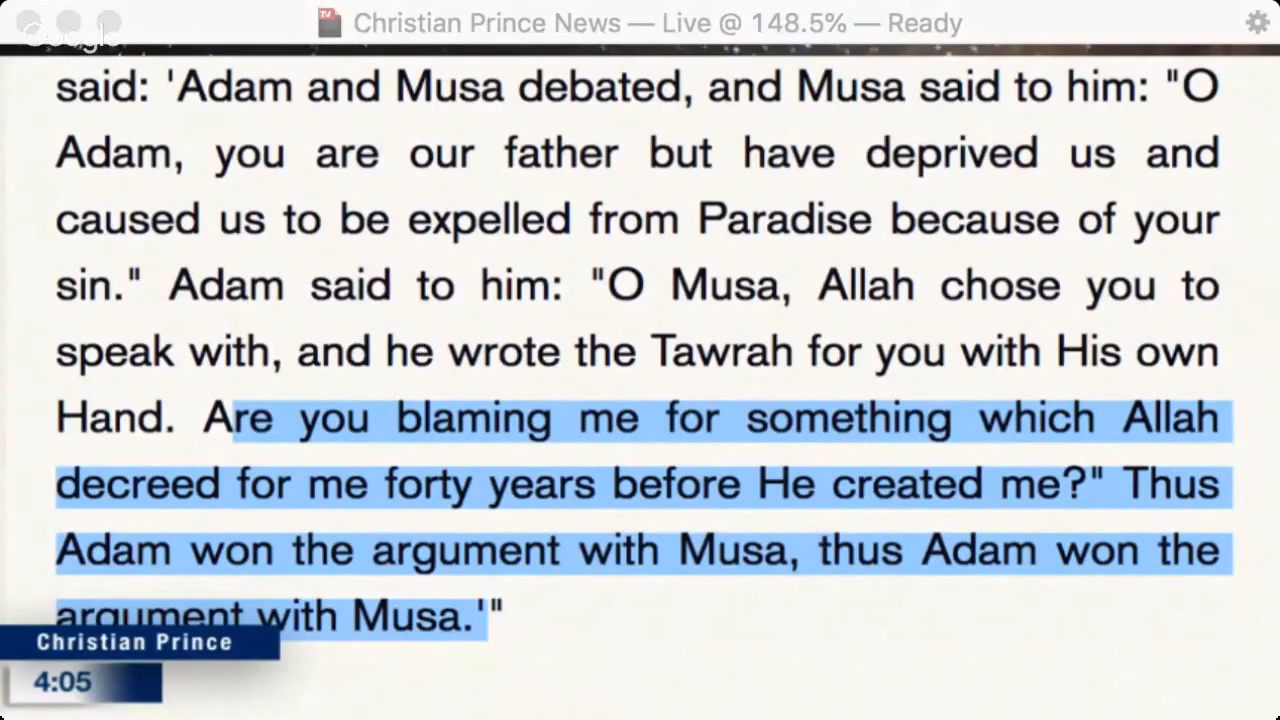 Christian Prince News — Live @ 148.5% — Ready
Google
said: 'Adam and Musa debated, and Musa said to him: "O
Adam, you are our father but have deprived us and
caused us to be expelled from Paradise because of your
sin." Adam said to him: "O Musa, Allah chose you to
speak with, and he wrote the Tawrah for you with His own
Hand. Are you blaming me for something which Allah
decreed for me forty years before He created me?" Thus
Adam won the argument with Musa, thus Adam won the
argument with Musa.'"
Christian Prince
4:05